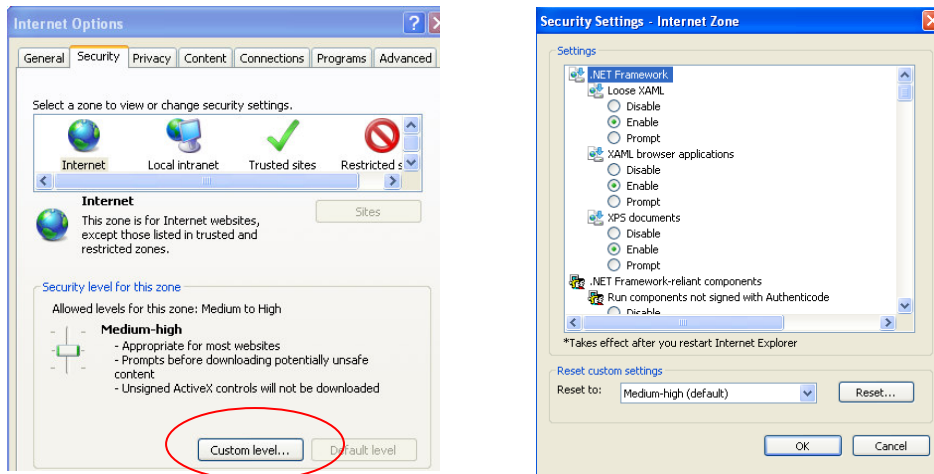 Internet Options
General Security Privacy Content Connections Programs Advanced
Select a zone to view or change security settings.
Internet Local intranet Trusted sites Restricted s
Internet
This zone is for Internet websites,
except those listed in trusted and
restricted zones.
Sites
Security level for this zone
Allowed levels for this zone: Medium to High
Medium-high
- Appropriate for most websites
- Prompts before downloading potentially unsafe
content
- Unsigned ActiveX controls will not be downloaded
Custom level... Default level
Security Settings - Internet Zone
Settings
.NET Framework
Loose XAML
Disable
Enable
Prompt
XAML browser applications
Disable
Enable
Prompt
XPS documents
Disable
Enable
Prompt
.NET Framework-reliant components
Run components not signed with Authenticode
Disable
*Takes effect after you restart Internet Explorer
Reset custom settings
Reset to: Medium-high (default) Reset...
OK Cancel